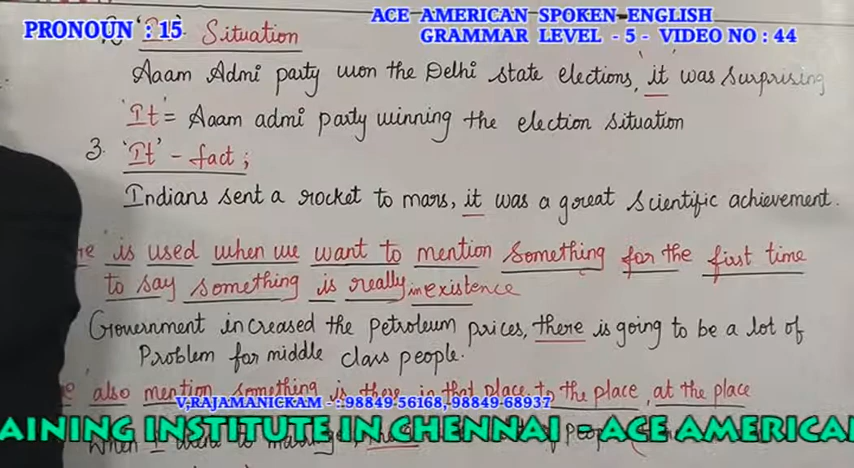 PRONOUN : 15
ACE AMERICAN SPOKEN ENGLISH
GRAMMAR LEVEL - 5 - VIDEO NO : 44
Situation
Aaam Admi party won the Delhi state elections, 'it' was surprising
'It' = Aaam admi party winning the election situation
3. 'It' - fact;
Indians sent a rocket to mars, it was a great Scientific achievement.
is used when we want to mention something for the first time
to say something is really in existence
Government increased the petroleum prices, there is going to be a lot of
Problem for middle class people.
also mention something is there in that place, to the place, at the place
V,RAJAMANICKAM - :98849-56168, 98849-68937
AINING INSTITUTE IN CHENNAI - ACE AMERICA